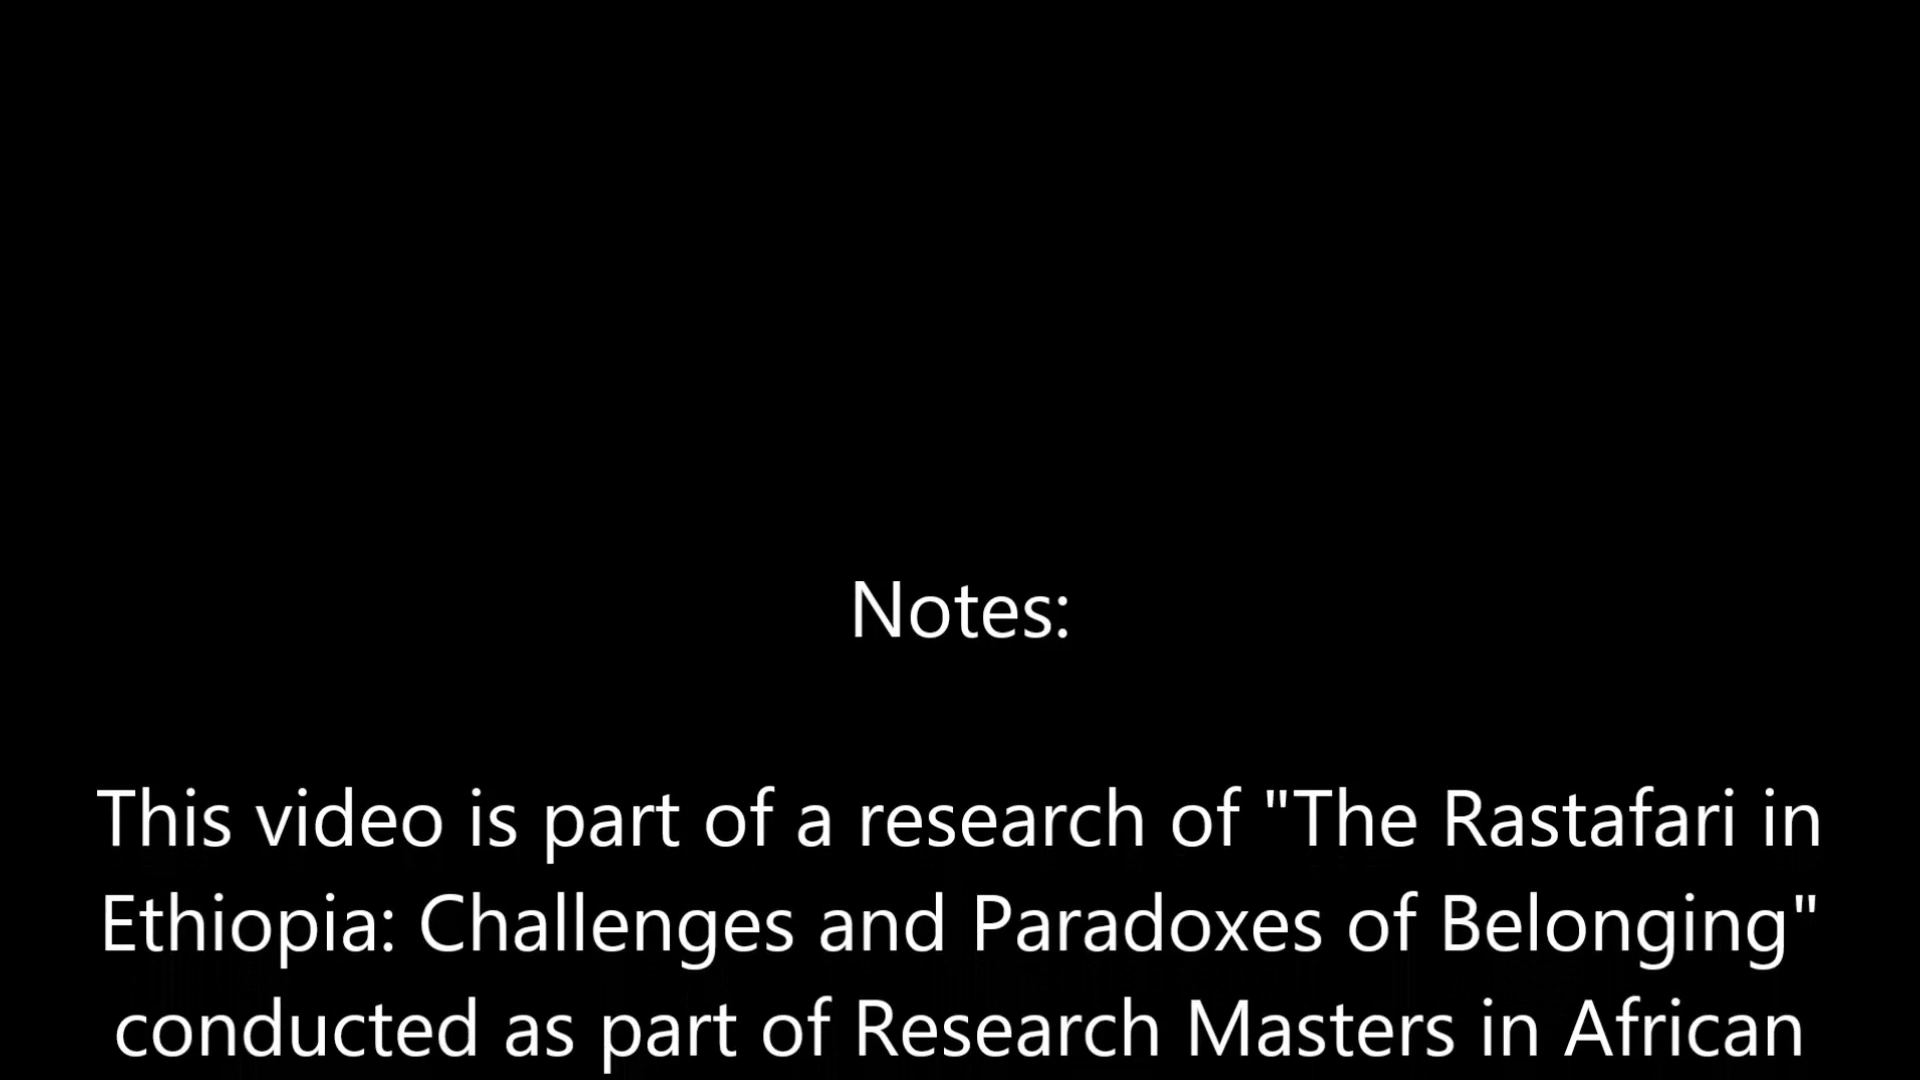 Notes:
This video is part of a research of "The Rastafari in
Ethiopia: Challenges and Paradoxes of Belonging"
conducted as part of Research Masters in African